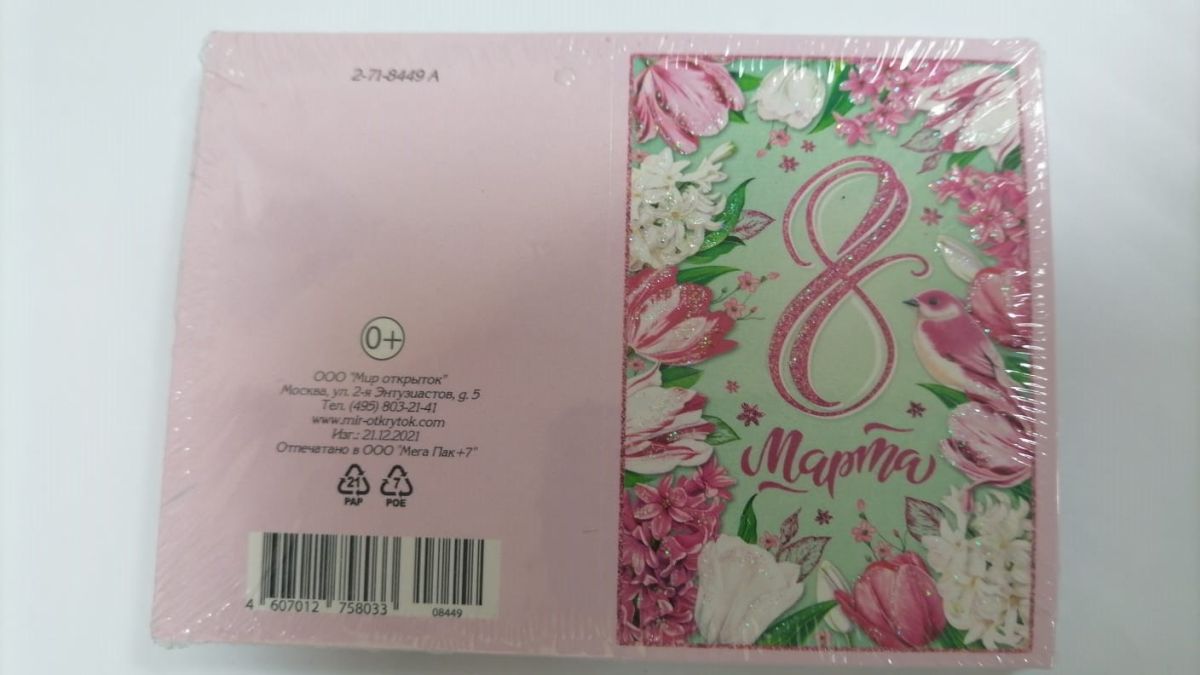 2-71-8449 А
0+
ООО "Мир открыток"
Москва, ул. 2-я Энтузиастов, д. 5
Тел. (495) 803-21-41
www.mir-otkrytok.com
Изг.: 21.12.2021
Отпечатано в ООО "Мега Пак+7"
21 7
PAP POE
4 607012 758033 08449
8
Марта